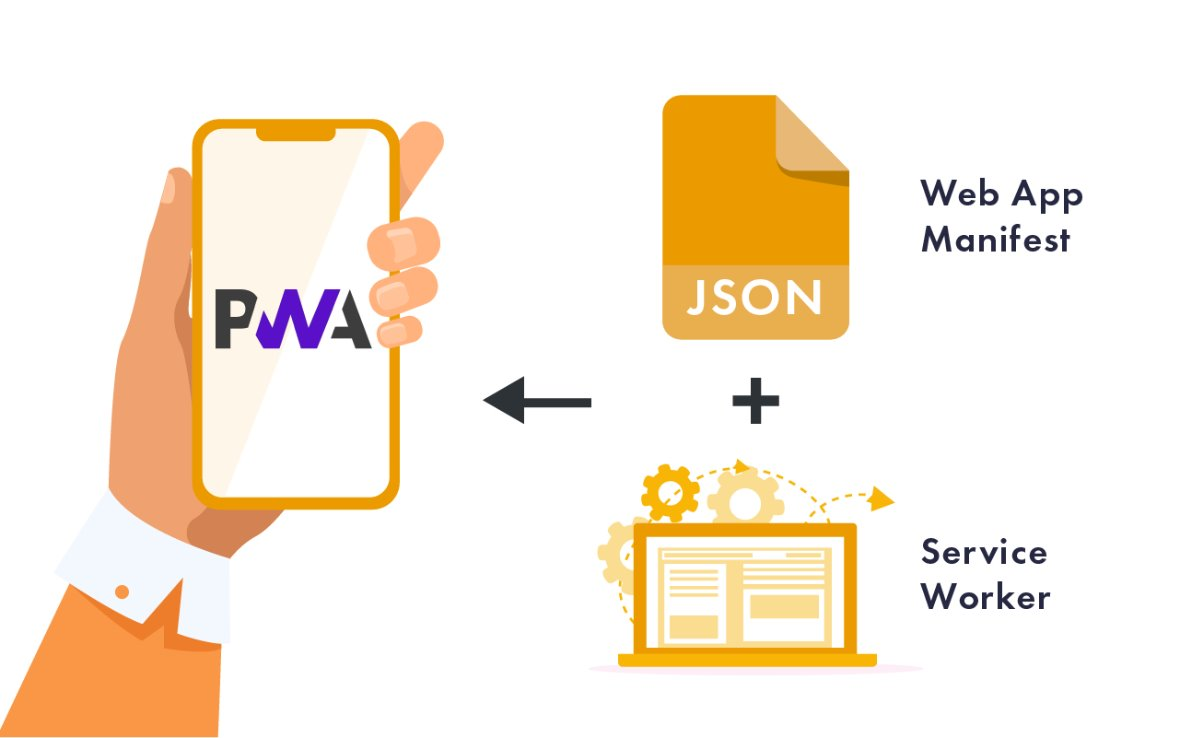 PWA
JSON
Web App
Manifest
Service
Worker